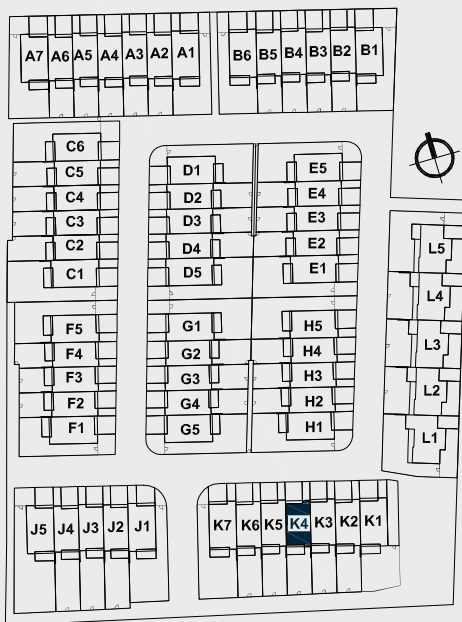 A7 A6 A5 A4 A3 A2 A1
B6 B5 B4 B3 B2 B1
C6
C5
C4
C3
C2
C1
D1
D2
D3
D4
D5
E5
E4
E3
E2
E1
L5
L4
L3
L2
L1
F5
F4
F3
F2
F1
G1
G2
G3
G4
G5
H5
H4
H3
H2
H1
J5 J4 J3 J2 J1
K7 K6 K5 K4 K3 K2 K1